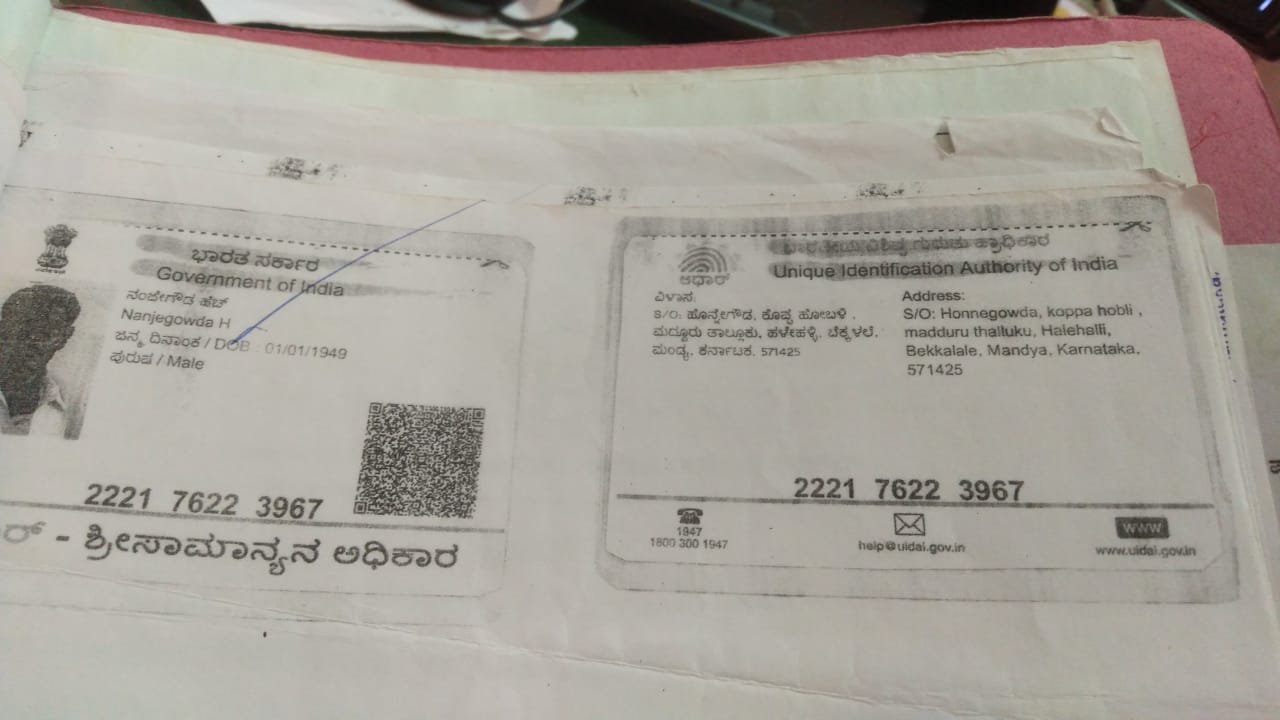 ಭಾರತ ಸರ್ಕಾರ
Government of India
ನಂಜೇಗೌಡ ಹೆಚ್
Nanjegowda H
ಜನ್ಮ ದಿನಾಂಕ / DOB : 01/01/1949
ಪುರುಷ / Male
2221 7622 3967
ರ್ - ಶ್ರೀಸಾಮಾನ್ಯನ ಅಧಿಕಾರ
ಆಧಾರ್
Unique Identification Authority of India
ವಿಳಾಸ:
S/O: ಹೊನ್ನೇಗೌಡ, ಕೊಪ್ಪ ಹೋಬಳಿ ,
ಮದ್ದೂರು ತಾಲ್ಲೂಕು, ಹಳೇಹಳ್ಳಿ, ಬೆಕ್ಕಳಲೆ,
ಮಂಡ್ಯ, ಕರ್ನಾಟಕ, 571425
Address:
S/O: Honnegowda, koppa hobli ,
madduru thalluku, Halehalli,
Bekkalale, Mandya, Karnataka,
571425
2221 7622 3967
1947
1800 300 1947
help@uidai.gov.in
www
www.uidai.gov.in